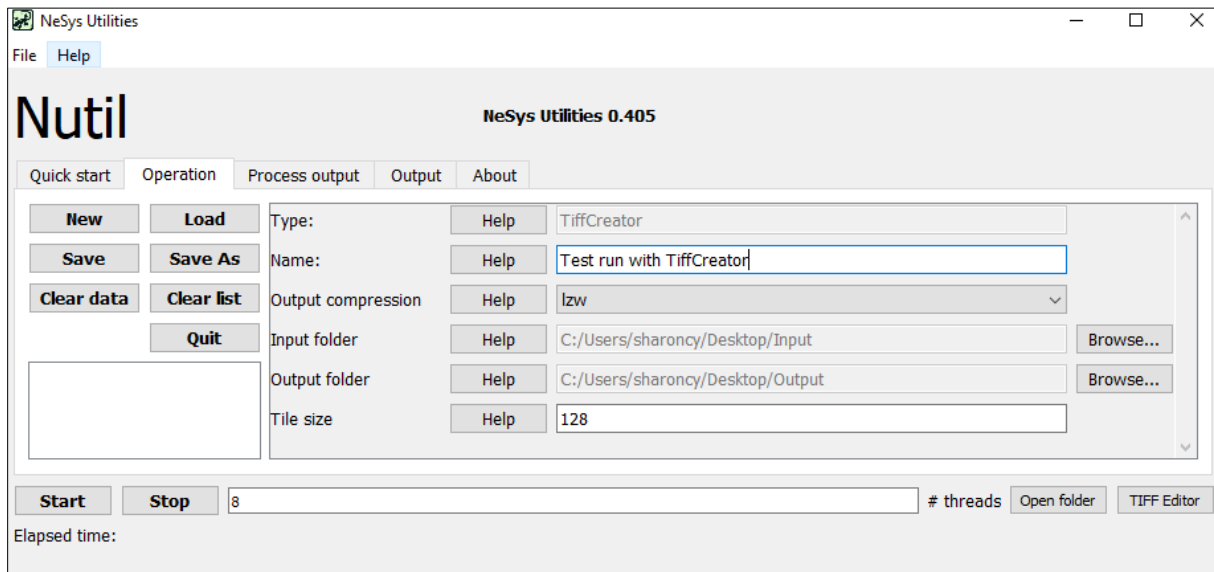 NeSys Utilities
File Help
Nutil
NeSys Utilities 0.405
Quick start Operation Process output Output About
New Load Type: Help TiffCreator
Save Save As Name: Help Test run with TiffCreator
Clear data Clear list Output compression Help lzw
Quit Input folder Help C:/Users/sharoncy/Desktop/Input Browse...
Output folder Help C:/Users/sharoncy/Desktop/Output Browse...
Tile size Help 128
Start Stop 8 # threads Open folder TIFF Editor
Elapsed time: